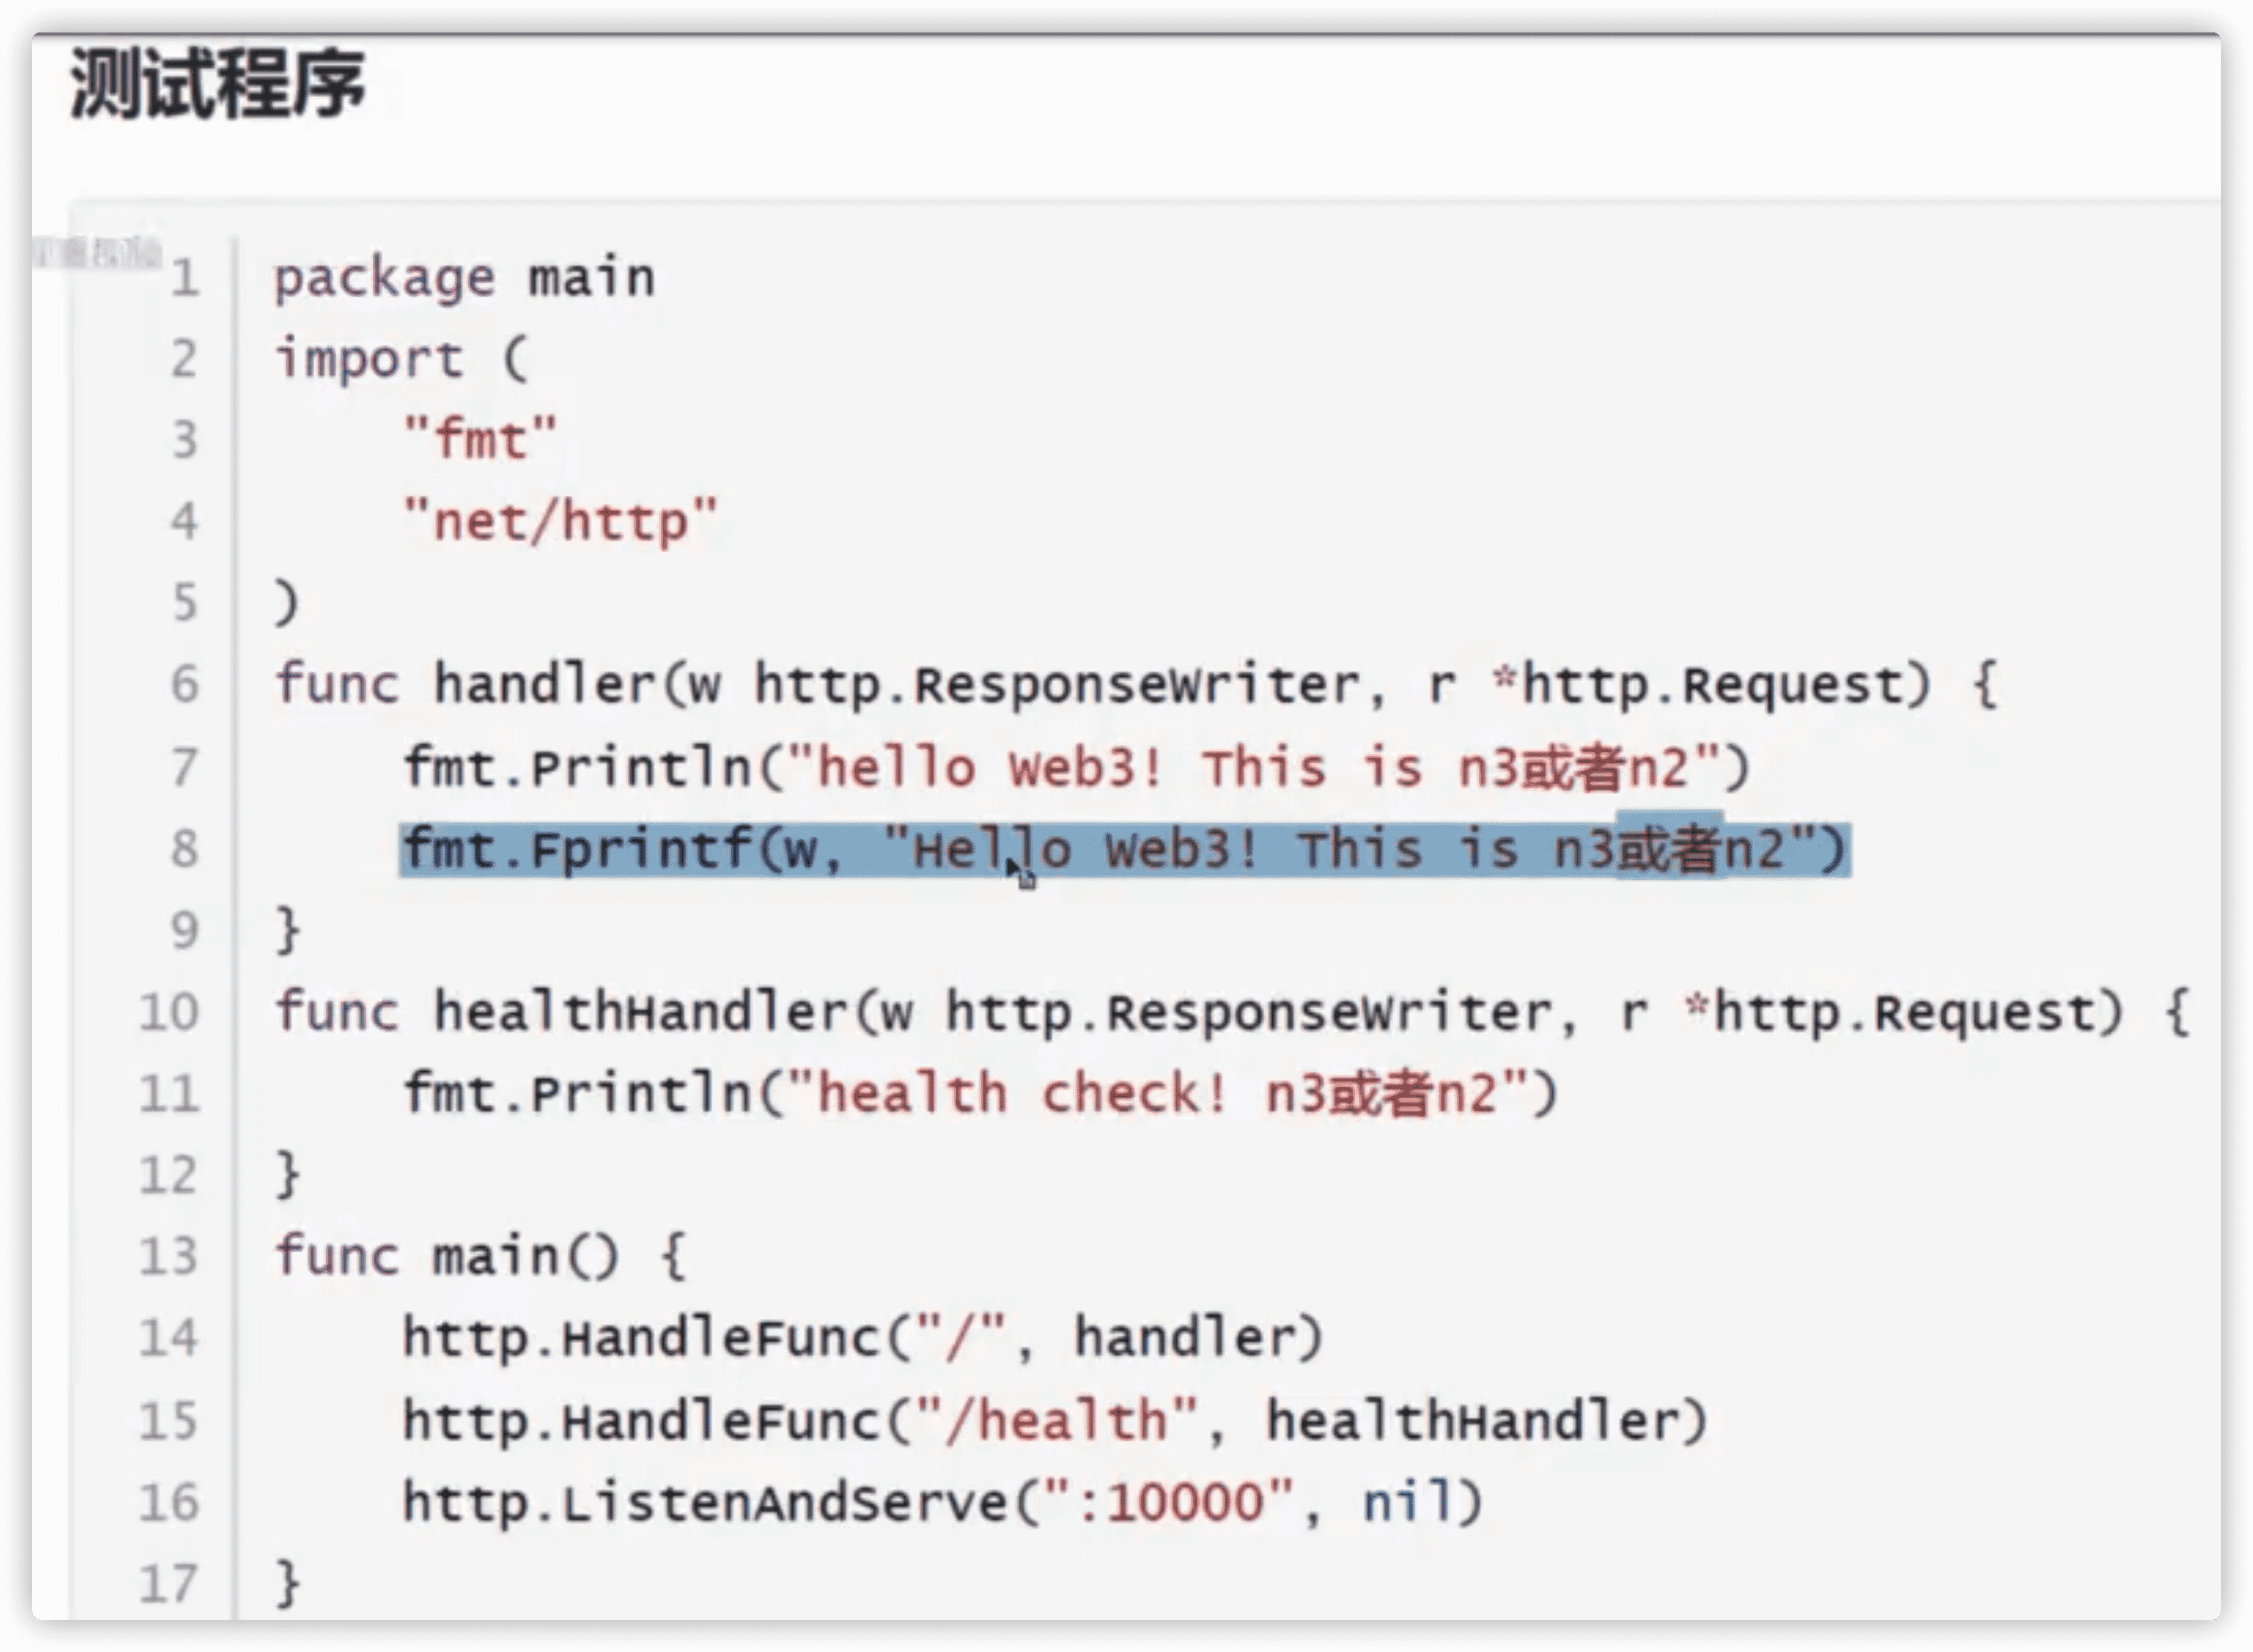 测试程序
1 package main
2 import (
3     "fmt"
4     "net/http"
5 )
6 func handler(w http.ResponseWriter, r *http.Request) {
7     fmt.Println("hello Web3! This is n3或者n2")
8     fmt.Fprintf(w, "Hello Web3! This is n3或者n2")
9 }
10 func healthHandler(w http.ResponseWriter, r *http.Request) {
11     fmt.Println("health check! n3或者n2")
12 }
13 func main() {
14     http.HandleFunc("/", handler)
15     http.HandleFunc("/health", healthHandler)
16     http.ListenAndServe(":10000", nil)
17 }